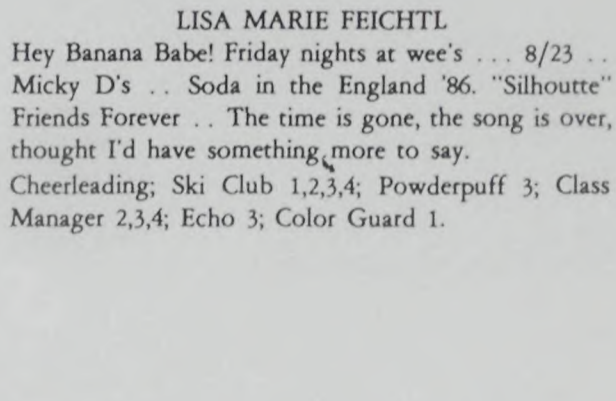 LISA MARIE FEICHTL
Hey Banana Babe! Friday nights at wee's ... 8/23 ..
Micky D's .. Soda in the England '86. "Silhoutte"
Friends Forever .. The time is gone, the song is over,
thought I'd have something more to say.
Cheerleading; Ski Club 1,2,3,4; Powderpuff 3; Class
Manager 2,3,4; Echo 3; Color Guard 1.